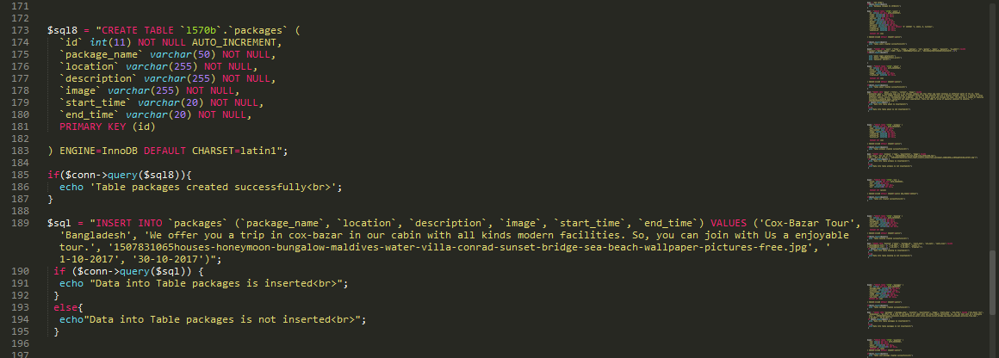 171
172
173 $sql8 = "CREATE TABLE `1570b`.`packages` (
174 `id` int(11) NOT NULL AUTO_INCREMENT,
175 `package_name` varchar(50) NOT NULL,
176 `location` varchar(255) NOT NULL,
177 `description` varchar(255) NOT NULL,
178 `image` varchar(255) NOT NULL,
179 `start_time` varchar(20) NOT NULL,
180 `end_time` varchar(20) NOT NULL,
181 PRIMARY KEY (id)
182
183 ) ENGINE=InnoDB DEFAULT CHARSET=latin1";
184
185 if($conn->query($sql8)){
186 echo 'Table packages created successfully<br>';
187 }
188
189 $sql = "INSERT INTO `packages` (`package_name`, `location`, `description`, `image`, `start_time`, `end_time`) VALUES ('Cox-Bazar Tour',
'Bangladesh', 'We offer you a trip in cox-bazar in our cabin with all kinds modern facilities. So, you can join with Us a enjoyable
tour.', '1507831065houses-honeymoon-bungalow-maldives-water-villa-conrad-sunset-bridge-sea-beach-wallpaper-pictures-free.jpg', '
1-10-2017', '30-10-2017')";
190 if ($conn->query($sql)) {
191 echo "Data into Table packages is inserted<br>";
192 }
193 else{
194 echo"Data into Table packages is not inserted<br>";
195 }
196
197